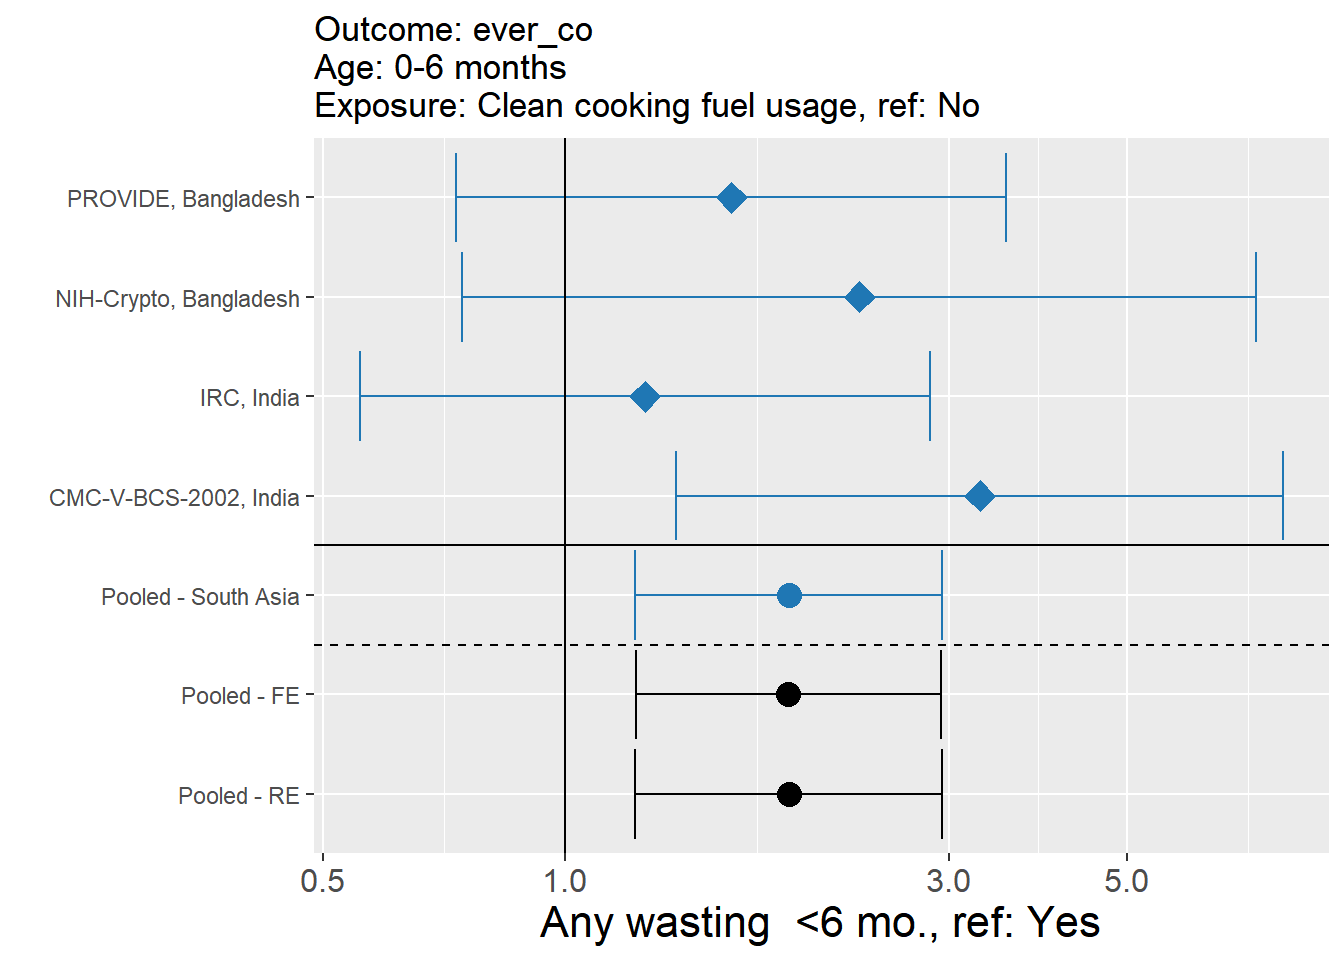 Outcome: ever_co
Age: 0-6 months
Exposure: Clean cooking fuel usage, ref: No
PROVIDE, Bangladesh
NIH-Crypto, Bangladesh
IRC, India
CMC-V-BCS-2002, India
Pooled - South Asia
Pooled - FE
Pooled - RE
0.5 1.0 3.0 5.0
Any wasting  <6 mo., ref: Yes